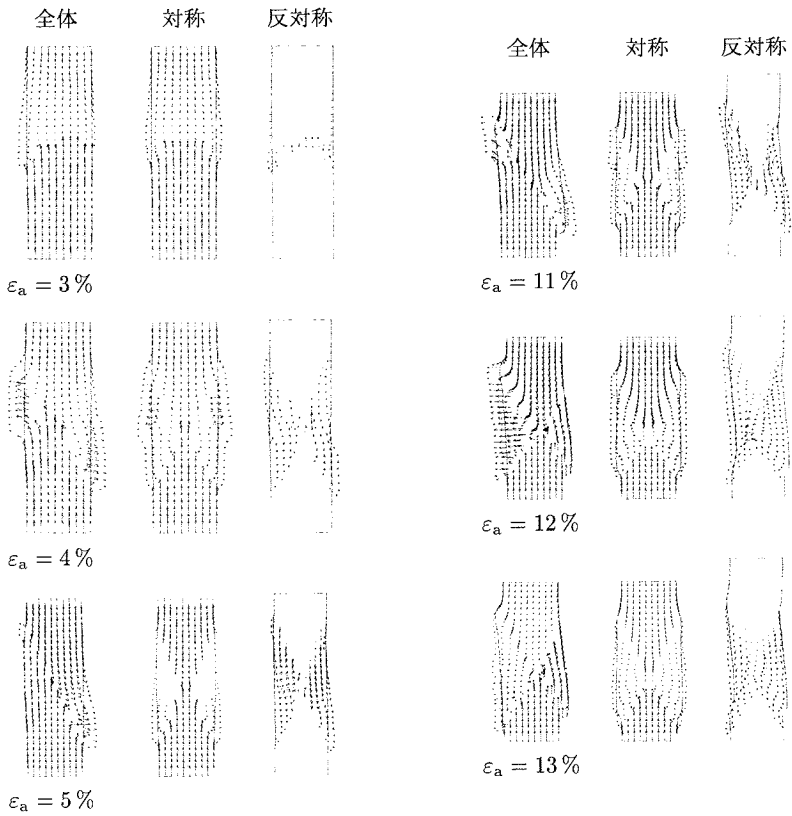 全体 対称 反対称
εₐ = 3 %
εₐ = 4 %
εₐ = 5 %
全体 対称 反対称
εₐ = 11 %
εₐ = 12 %
εₐ = 13 %